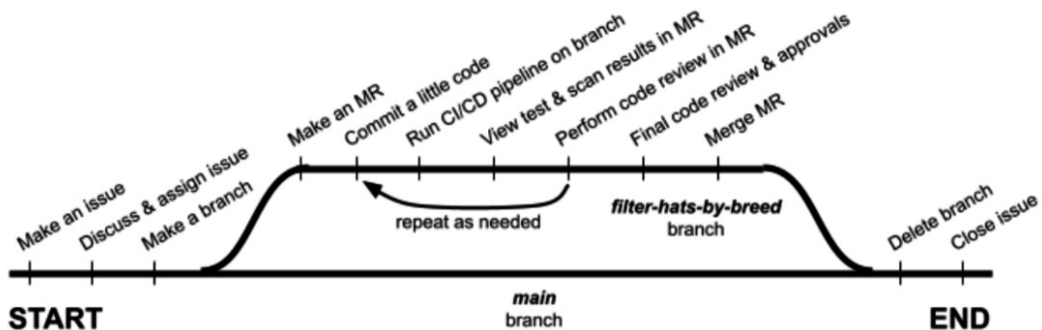 Make an issue
Discuss & assign issue
Make a branch
Make an MR
Commit a little code
Run CI/CD pipeline on branch
View test & scan results in MR
Perform code review in MR
Final code review & approvals
Merge MR
Delete branch
Close issue
repeat as needed
filter-hats-by-breed
branch
START
main
branch
END